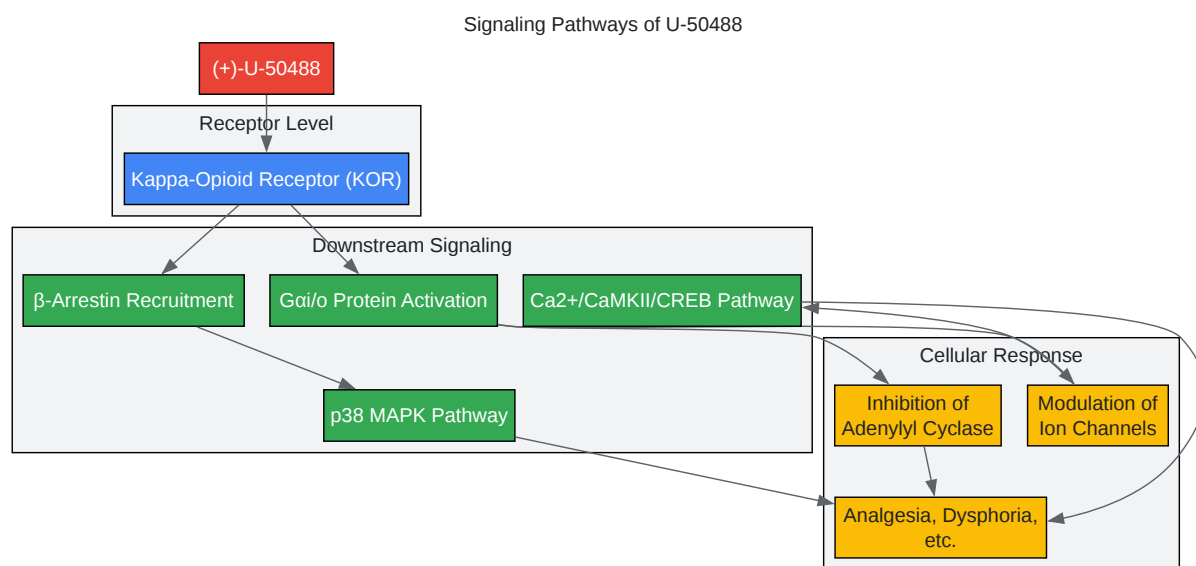 Signaling Pathways of U-50488
(+)-U-50488
Receptor Level
Kappa-Opioid Receptor (KOR)
Downstream Signaling
β-Arrestin Recruitment
Gαi/o Protein Activation
Ca2+/CaMKII/CREB Pathway
p38 MAPK Pathway
Cellular Response
Inhibition of
Adenylyl Cyclase
Modulation of
Ion Channels
Analgesia, Dysphoria,
etc.